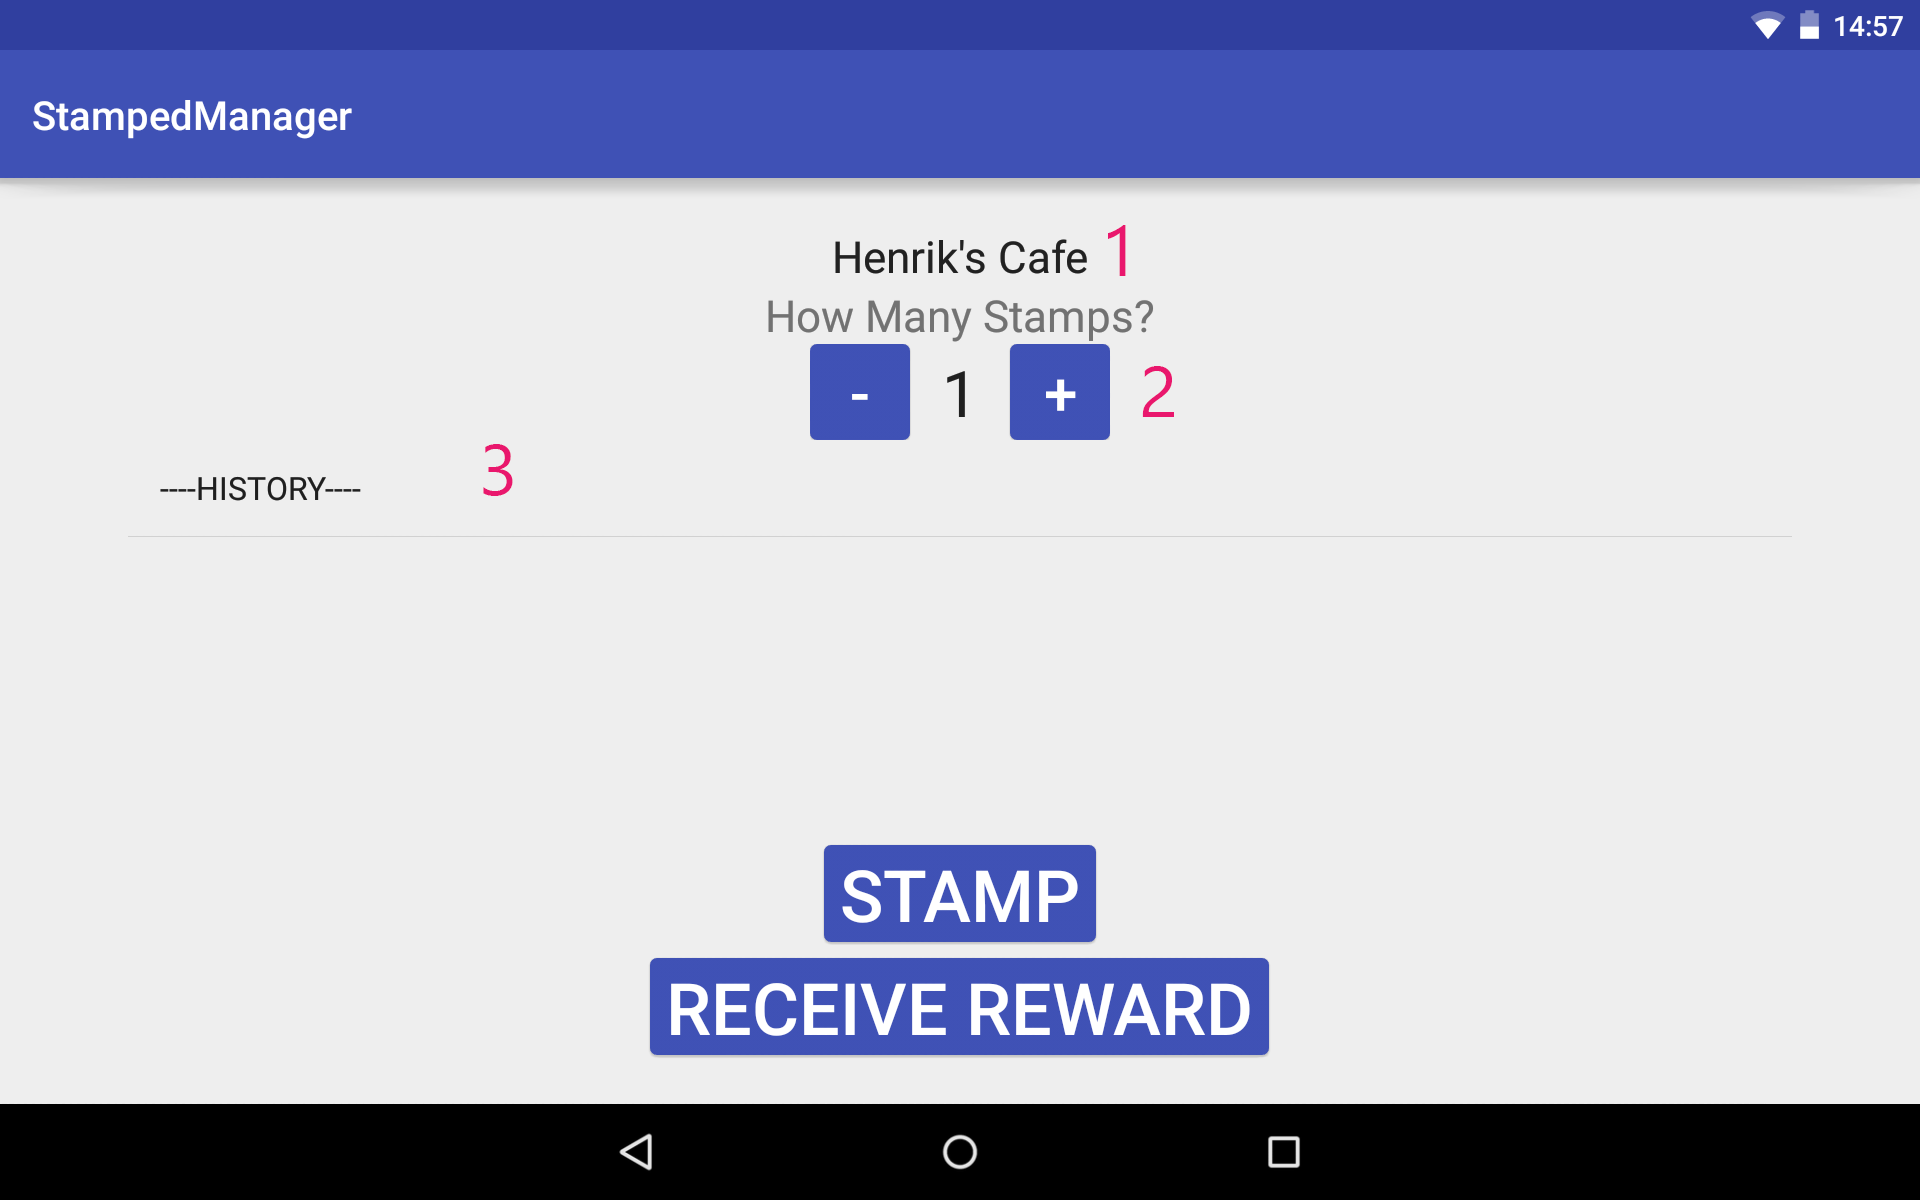 14:57
StampedManager
Henrik's Cafe 1
How Many Stamps?
- 1 + 2
----HISTORY---- 3
STAMP
RECEIVE REWARD